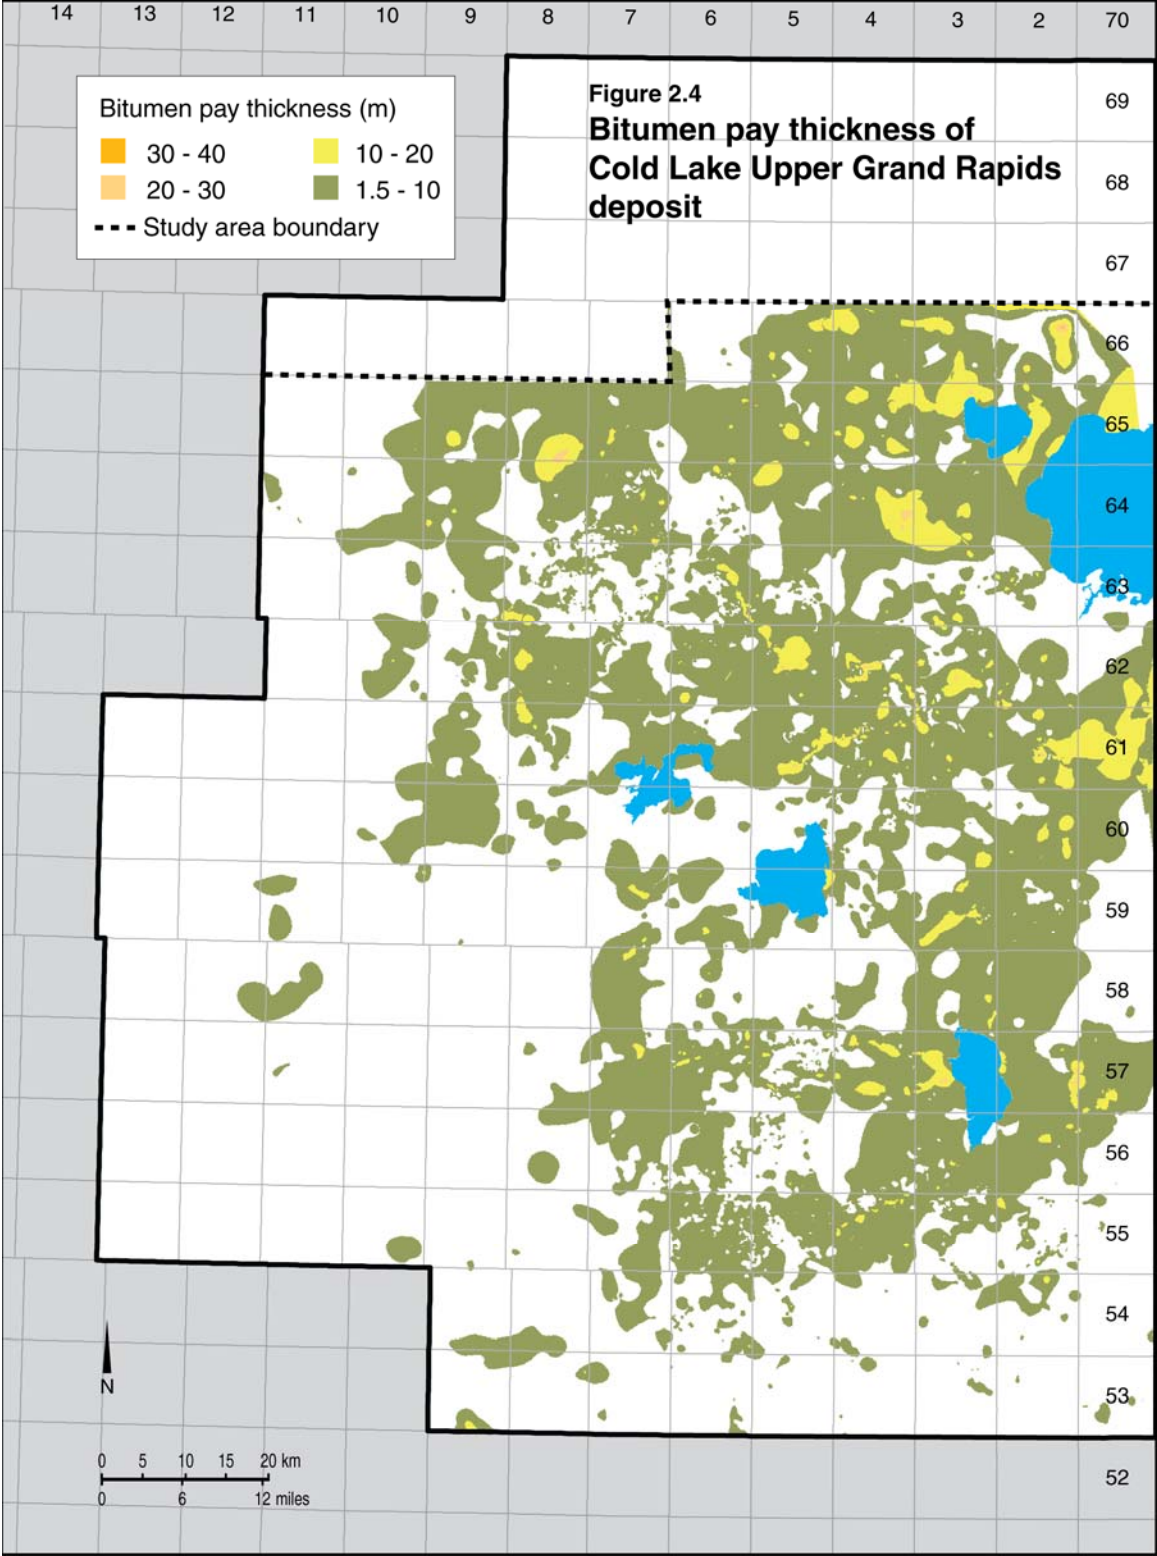 14 13 12 11 10 9 8 7 6 5 4 3 2 70
Figure 2.4
Bitumen pay thickness of
Cold Lake Upper Grand Rapids
deposit
Bitumen pay thickness (m)
30 - 40 10 - 20
20 - 30 1.5 - 10
Study area boundary
69
68
67
66
65
64
63
62
61
60
59
58
57
56
55
54
53
52
N
0 5 10 15 20 km
0 6 12 miles